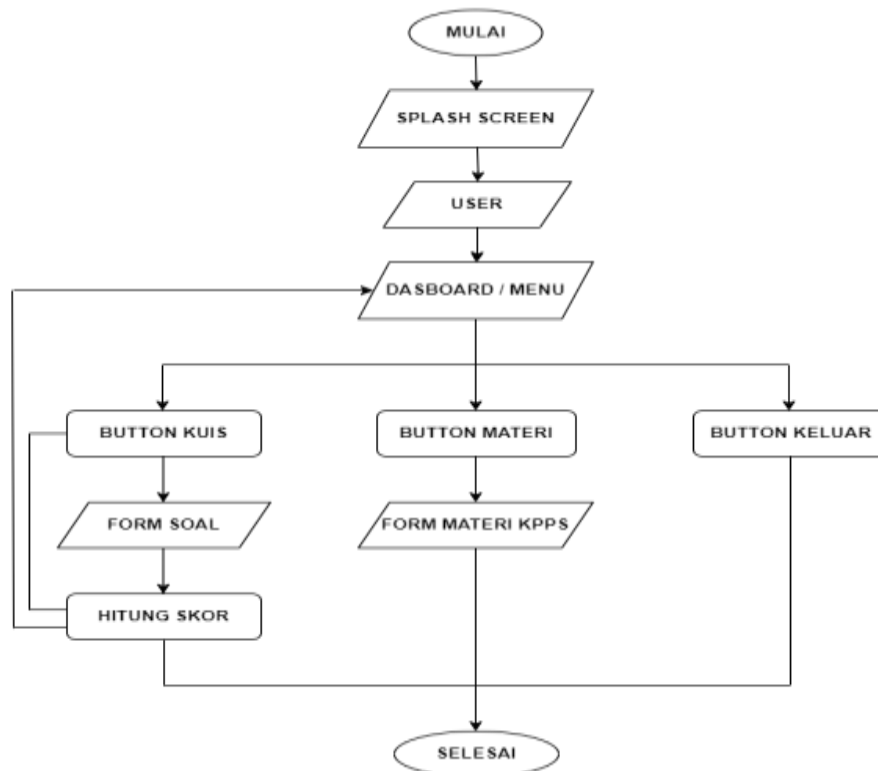 MULAI
SPLASH SCREEN
USER
DASBOARD / MENU
BUTTON KUIS
BUTTON MATERI
BUTTON KELUAR
FORM SOAL
FORM MATERI KPPS
HITUNG SKOR
SELESAI